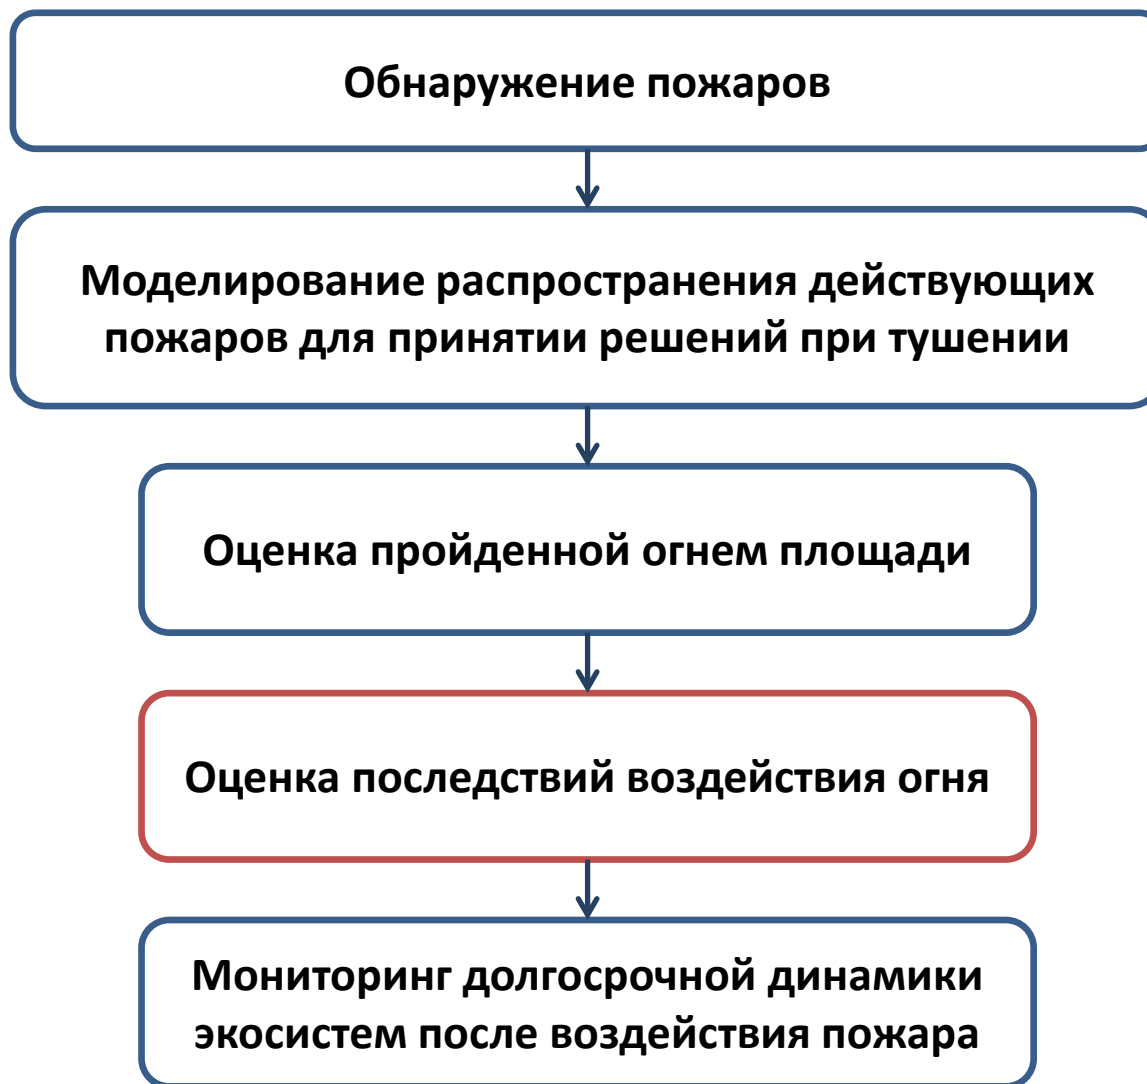 Обнаружение пожаров
Моделирование распространения действующих
пожаров для принятии решений при тушении
Оценка пройденной огнем площади
Оценка последствий воздействия огня
Мониторинг долгосрочной динамики
экосистем после воздействия пожара